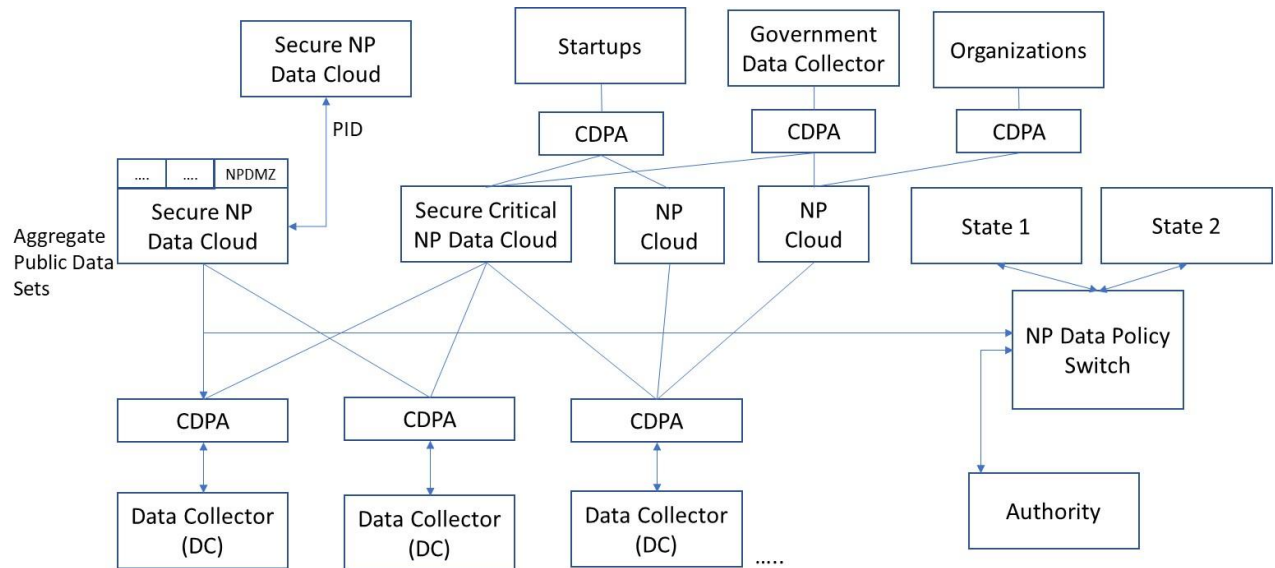 Secure NP
Data Cloud
Startups
Government
Data Collector
Organizations
PID
CDPA
CDPA
CDPA
....
....
NPDMZ
Secure NP
Data Cloud
Aggregate
Public Data
Sets
Secure Critical
NP Data Cloud
NP
Cloud
NP
Cloud
State 1
State 2
NP Data Policy
Switch
CDPA
CDPA
CDPA
Data Collector
(DC)
Data Collector
(DC)
Data Collector
(DC)
.....
Authority